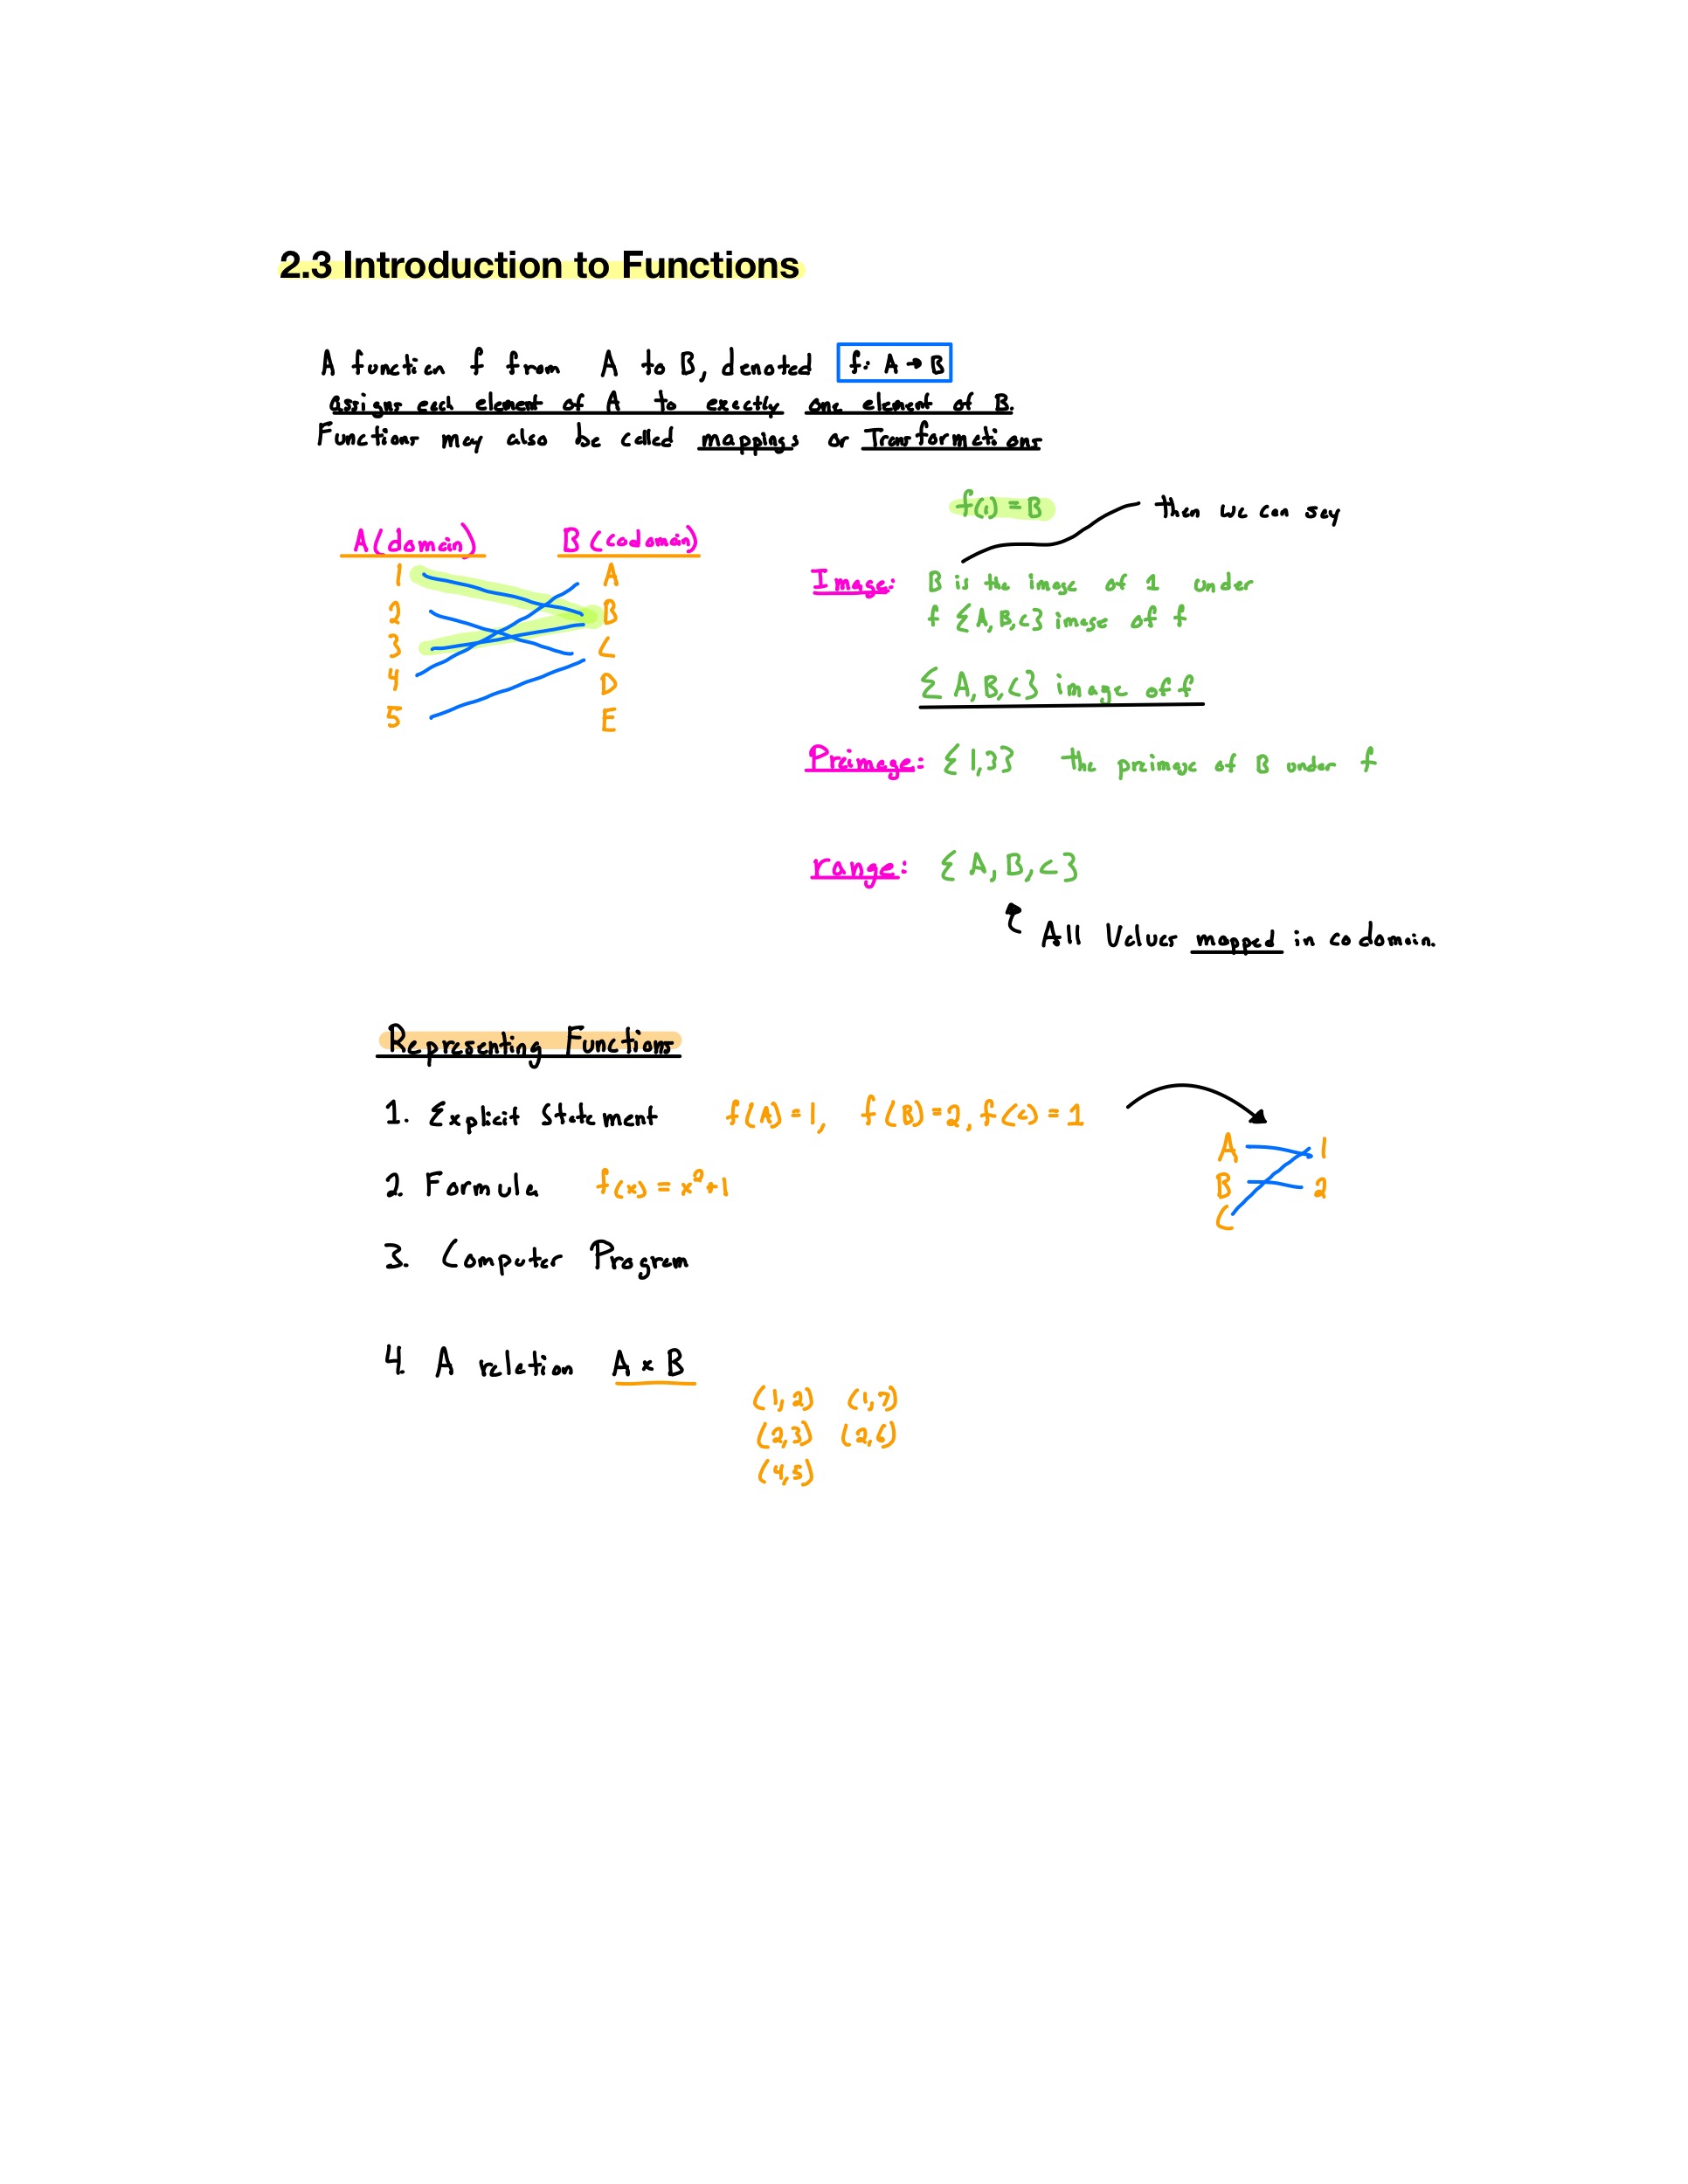 2.3 Introduction to Functions
A function f from A to B, denoted f: A → B
assigns each element of A to exactly one element of B.
Functions may also be called mappings or Transformations
f(1) = B then we can say
A (domain) B (codomain)
1 A
2 B
3 C
4 D
5 E
Image: B is the image of 1 under
f {A,B,C} image of f
{A,B,C} image of f
Preimage: {1,3} the preimage of B under f
range: {A,B,C}
All Values mapped in codomain.
Representing Functions
1. Explicit Statement f(A)=1, f(B)=2, f(C)=1
A 1
B 2
C
2. Formula f(x) = x²+1
3. Computer Program
4. A relation A × B
(1,2) (1,7)
(2,3) (2,6)
(4,5)